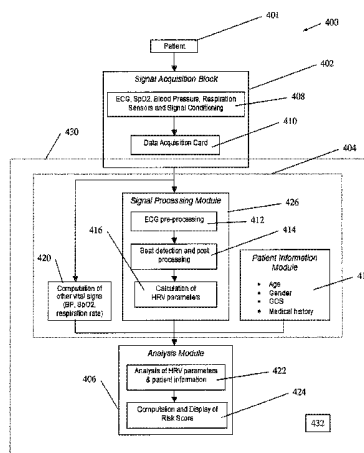 401
400
Patient
Signal Acquisition Block
402
ECG, SpO2, Blood Pressure, Respiration
Sensors and Signal Conditioning
408
430
Data Acquisition Card
410
404
Signal Processing Module
426
ECG pre-processing
412
416
Beat detection and post
processing
414
Patient Information
Module
420
Computation of
other vital signs
(BP, SpO2,
respiration rate)
Calculation of
HRV parameters
Age
Gender
GCS
Medical history
Analysis Module
Analysis of HRV parameters
& patient information
422
406
Computation and Display of
Risk Score
424
432